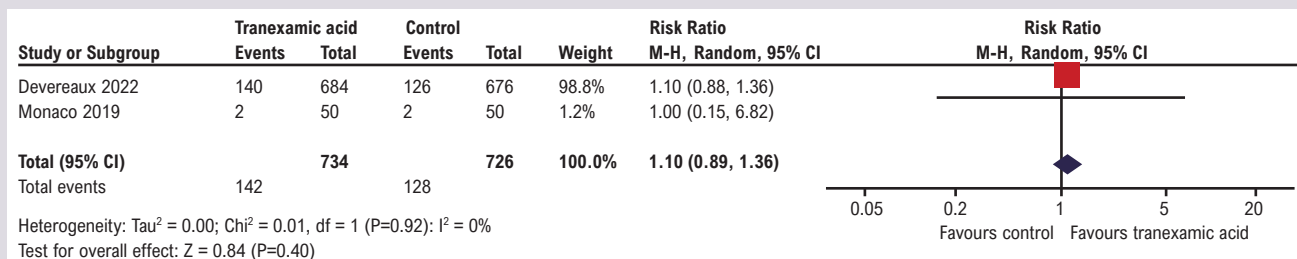 Tranexamic acid Control Risk Ratio Risk Ratio
Study or Subgroup Events Total Events Total Weight M-H, Random, 95% CI M-H, Random, 95% CI
Devereaux 2022 140 684 126 676 98.8% 1.10 (0.88, 1.36)
Monaco 2019 2 50 2 50 1.2% 1.00 (0.15, 6.82)
Total (95% CI) 734 726 100.0% 1.10 (0.89, 1.36)
Total events 142 128
0.05 0.2 1 5 20
Heterogeneity: Tau² = 0.00; Chi² = 0.01, df = 1 (P=0.92): I² = 0%
Favours control Favours tranexamic acid
Test for overall effect: Z = 0.84 (P=0.40)